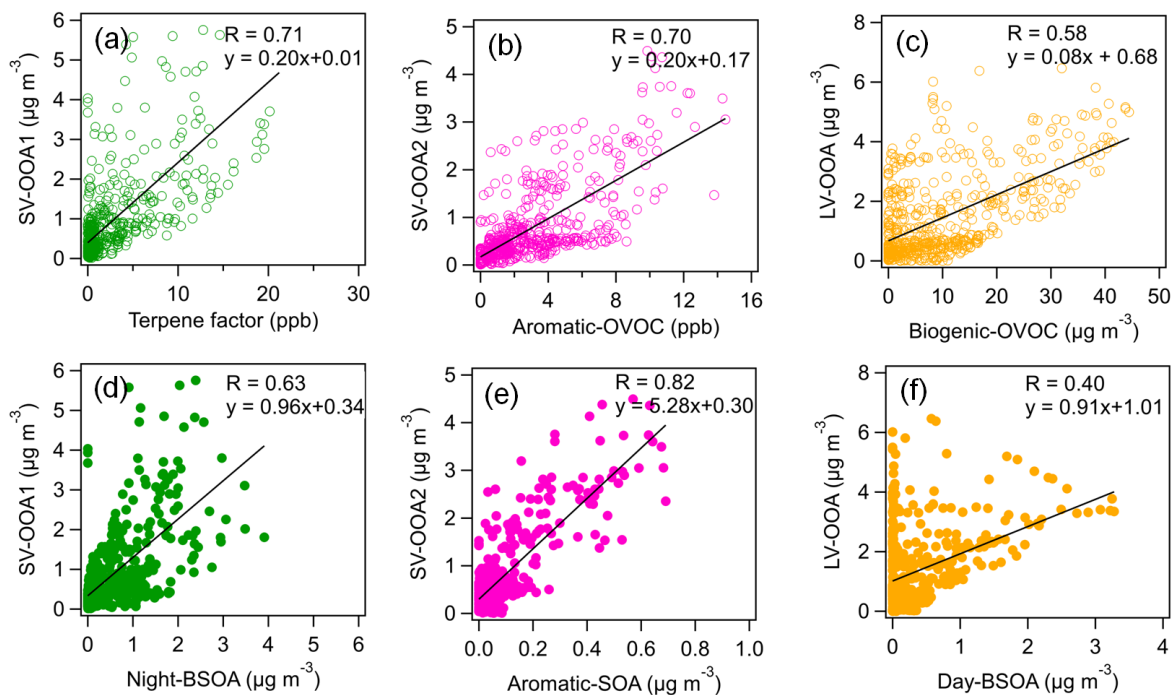 (a)
R = 0.71
y = 0.20x+0.01
SV-OOA1 (µg m⁻³)
6
5
4
3
2
1
0
0 10 20 30
Terpene factor (ppb)
(b)
R = 0.70
y = 0.20x+0.17
SV-OOA2 (µg m⁻³)
5
4
3
2
1
0
0 4 8 12 16
Aromatic-OVOC (ppb)
(c)
R = 0.58
y = 0.08x + 0.68
LV-OOA (µg m⁻³)
8
6
4
2
0
0 10 20 30 40 50
Biogenic-OVOC (µg m⁻³)
(d)
R = 0.63
y = 0.96x+0.34
SV-OOA1 (µg m⁻³)
6
5
4
3
2
1
0
0 1 2 3 4 5 6
Night-BSOA (µg m⁻³)
(e)
R = 0.82
y = 5.28x+0.30
SV-OOA2 (µg m⁻³)
5
4
3
2
1
0
0.0 0.2 0.4 0.6 0.8 1.0
Aromatic-SOA (µg m⁻³)
(f)
R = 0.40
y = 0.91x+1.01
LV-OOA (µg m⁻³)
8
6
4
2
0
0 1 2 3 4
Day-BSOA (µg m⁻³)